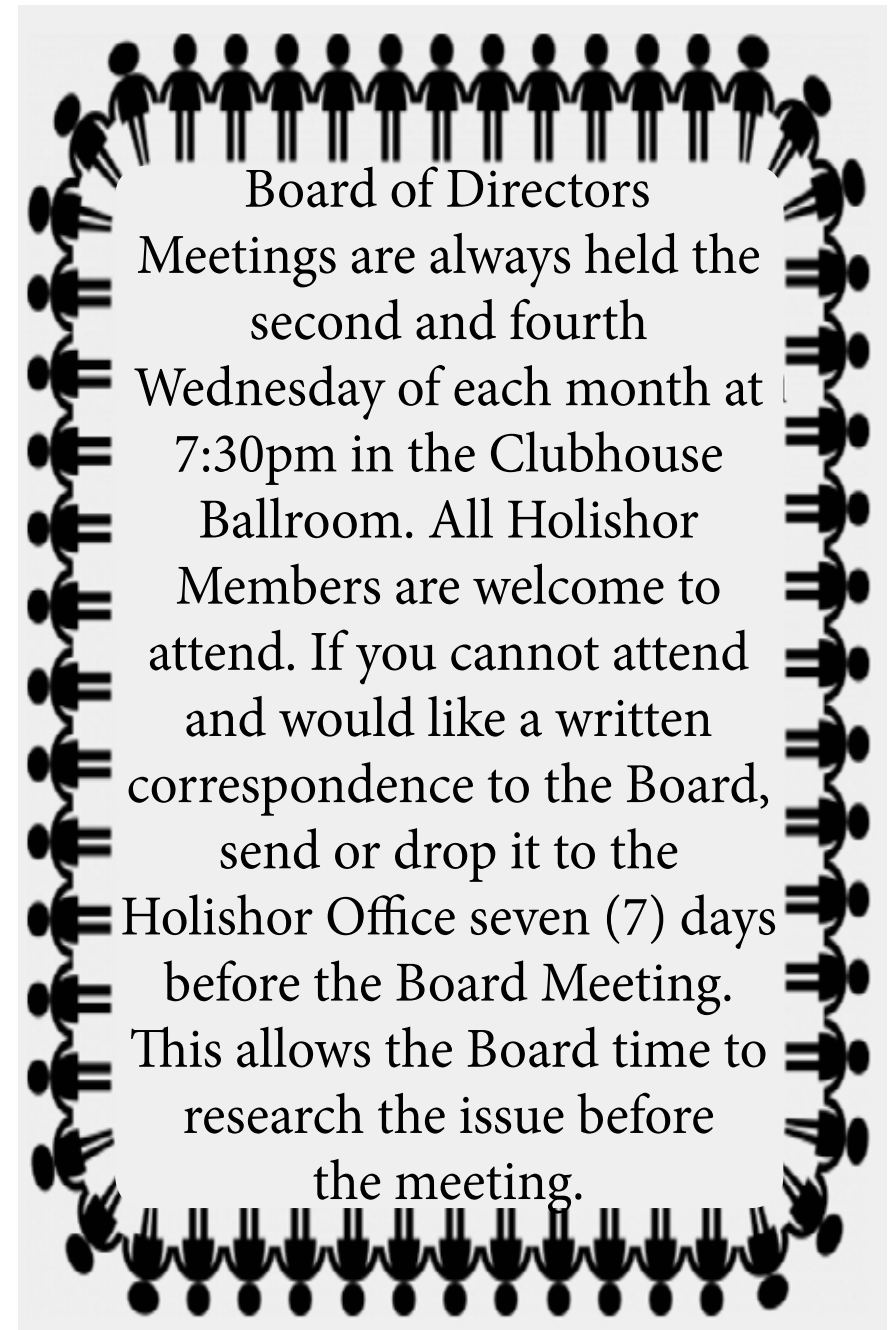 Board of Directors
Meetings are always held the
second and fourth
Wednesday of each month at
7:30pm in the Clubhouse
Ballroom. All Holishor
Members are welcome to
attend. If you cannot attend
and would like a written
correspondence to the Board,
send or drop it to the
Holishor Office seven (7) days
before the Board Meeting.
This allows the Board time to
research the issue before
the meeting.